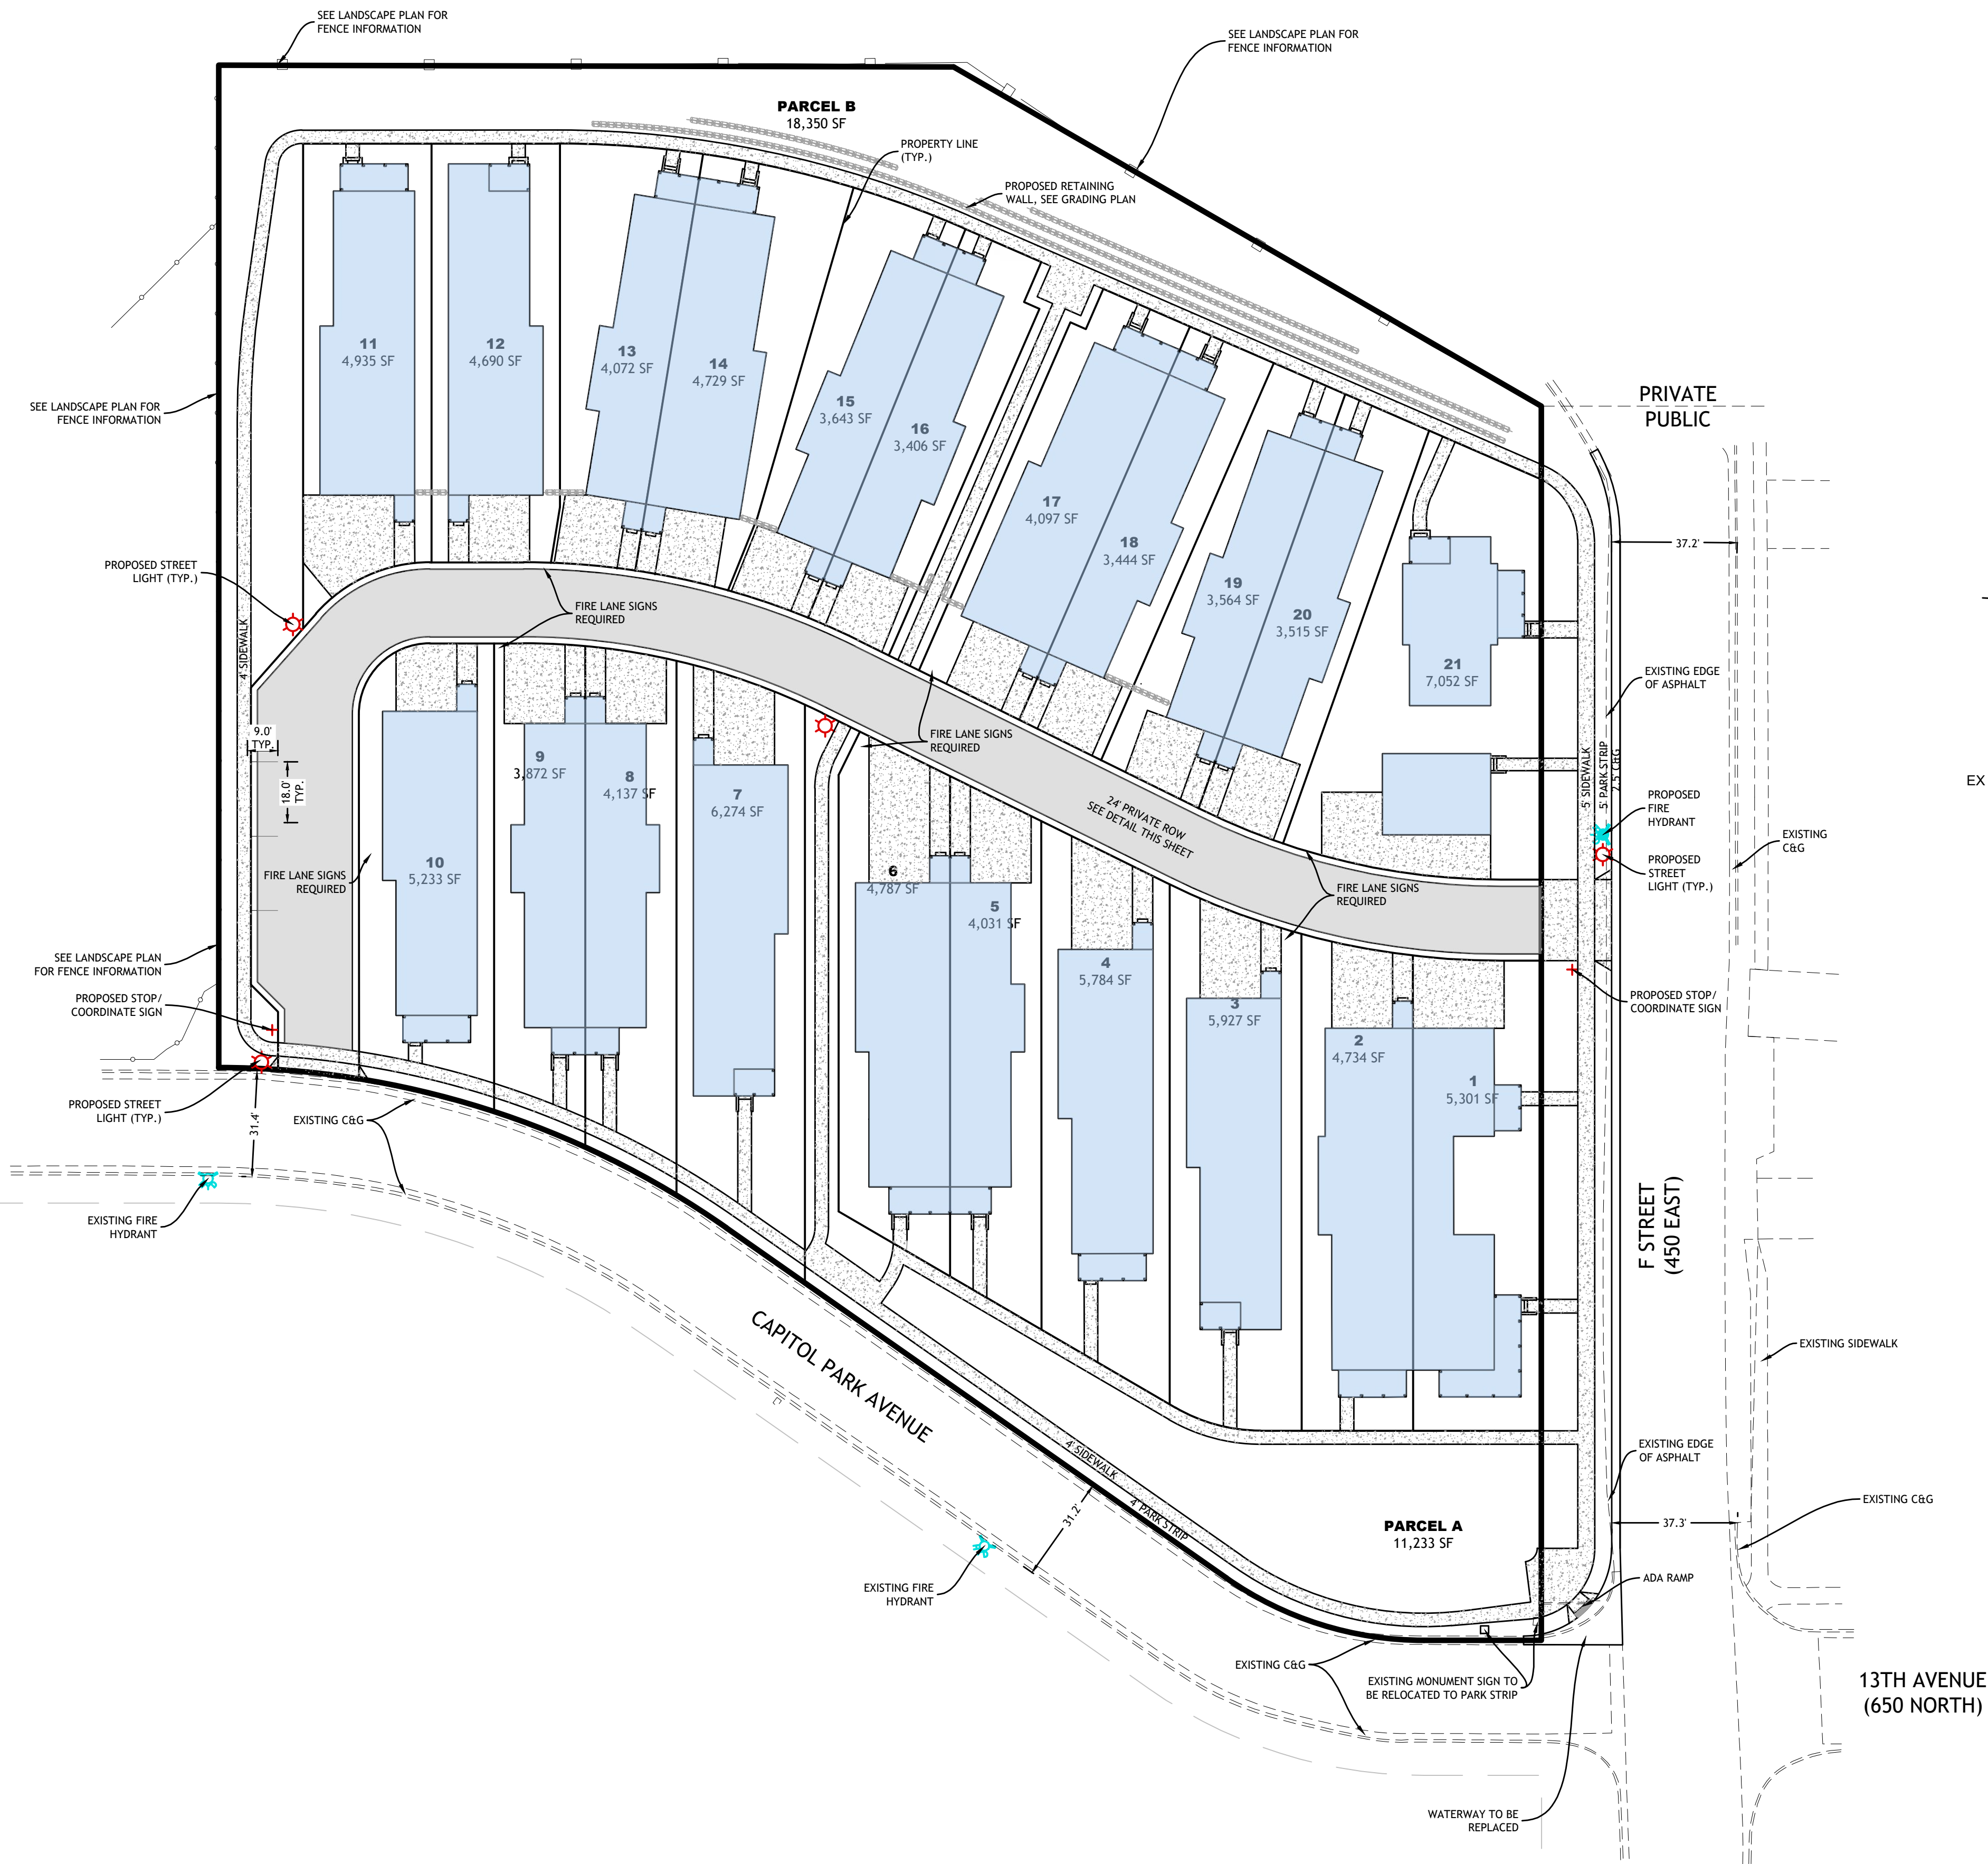 SEE LANDSCAPE PLAN FOR
FENCE INFORMATION
SEE LANDSCAPE PLAN FOR
FENCE INFORMATION
PARCEL B
18,350 SF
PROPERTY LINE
(TYP.)
PROPOSED RETAINING
WALL, SEE GRADING PLAN
11
4,935 SF
12
4,690 SF
13
4,072 SF
14
4,729 SF
15
3,643 SF
16
3,406 SF
17
4,097 SF
18
3,444 SF
19
3,564 SF
20
3,515 SF
21
7,052 SF
PRIVATE
PUBLIC
37.2'
SEE LANDSCAPE PLAN FOR
FENCE INFORMATION
PROPOSED STREET
LIGHT (TYP.)
4' SIDEWALK
FIRE LANE SIGNS
REQUIRED
FIRE LANE SIGNS
REQUIRED
9.0'
TYP.
18.0'
TYP.
FIRE LANE SIGNS
REQUIRED
24' PRIVATE ROW
SEE DETAIL THIS SHEET
FIRE LANE SIGNS
REQUIRED
EXISTING EDGE
OF ASPHALT
5' SIDEWALK
5' PARK STRIP
2.5' C&G
PROPOSED
FIRE
HYDRANT
EX
EXISTING
C&G
PROPOSED
STREET
LIGHT (TYP.)
10
5,233 SF
9
3,872 SF
8
4,137 SF
7
6,274 SF
6
4,787 SF
5
4,031 SF
4
5,784 SF
3
5,927 SF
2
4,734 SF
1
5,301 SF
SEE LANDSCAPE PLAN
FOR FENCE INFORMATION
PROPOSED STOP/
COORDINATE SIGN
PROPOSED STOP/
COORDINATE SIGN
PROPOSED STREET
LIGHT (TYP.)
31.4'
EXISTING C&G
EXISTING FIRE
HYDRANT
F STREET
(450 EAST)
CAPITOL PARK AVENUE
EXISTING SIDEWALK
4' SIDEWALK
4' PARK STRIP
31.2'
EXISTING EDGE
OF ASPHALT
EXISTING C&G
PARCEL A
11,233 SF
37.3'
EXISTING FIRE
HYDRANT
ADA RAMP
EXISTING C&G
EXISTING MONUMENT SIGN TO
BE RELOCATED TO PARK STRIP
13TH AVENUE
(650 NORTH)
WATERWAY TO BE
REPLACED